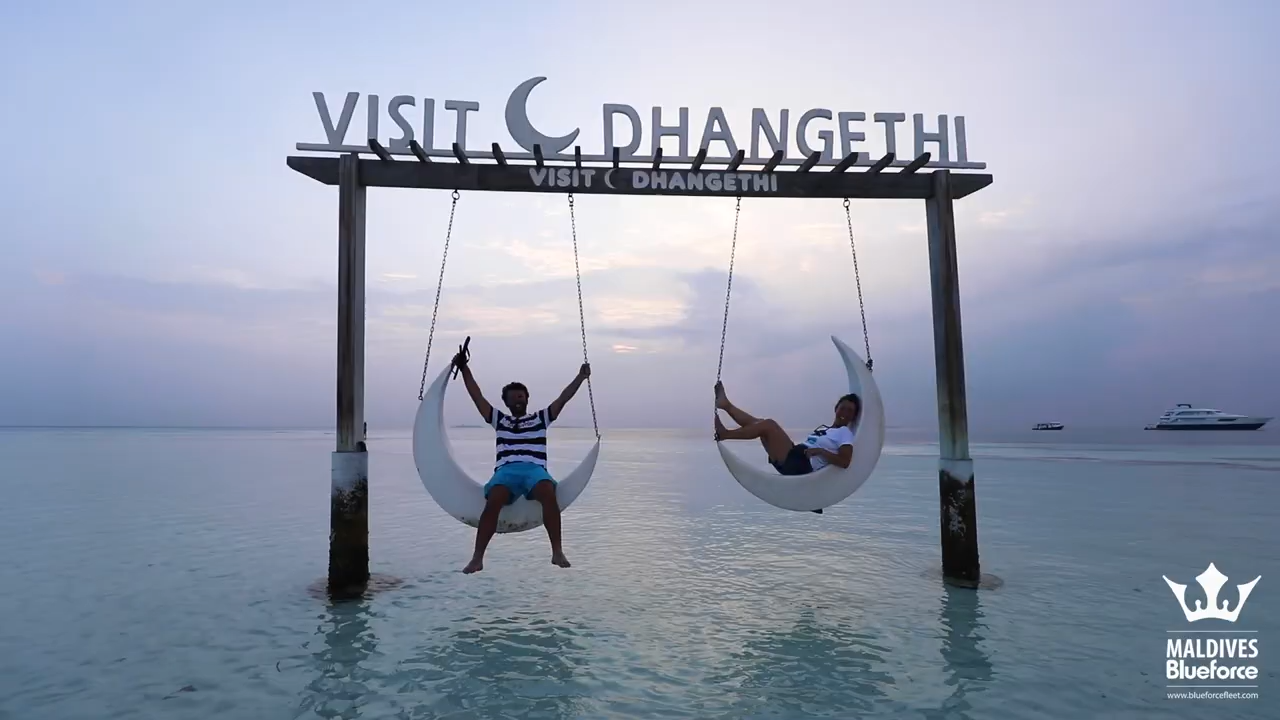 VISIT DHANGETHI
VISIT DHANGETHI
MALDIVES
Blueforce
www.blueforcefleet.com